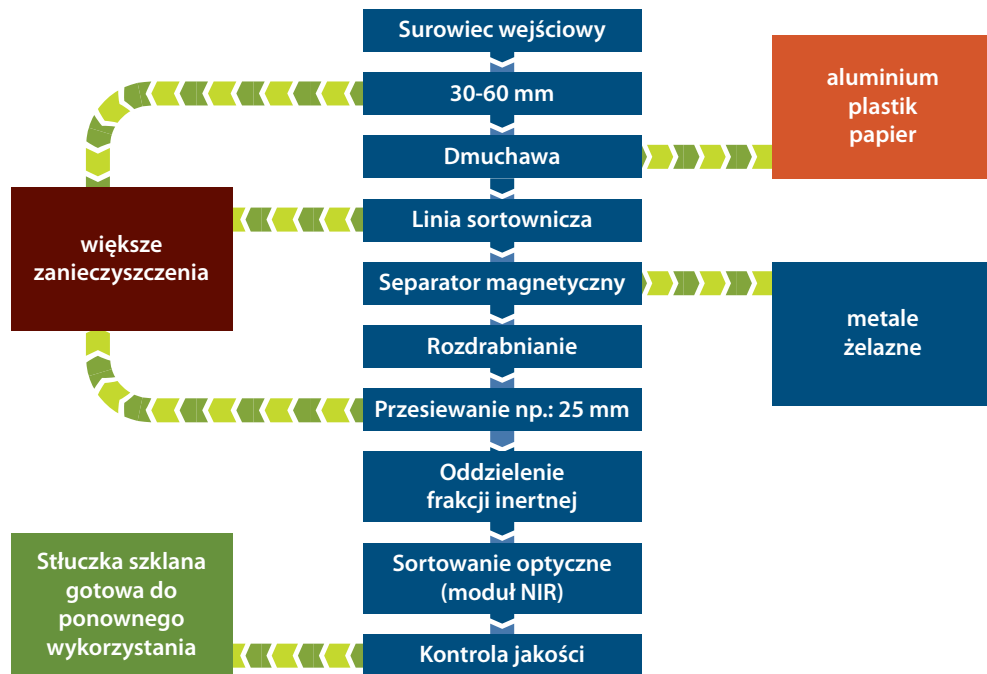 Surowiec wejściowy
30-60 mm
Dmuchawa
Linia sortownicza
Separator magnetyczny
Rozdrabnianie
Przesiewanie np.: 25 mm
Oddzielenie
frakcji inertnej
Sortowanie optyczne
(moduł NIR)
Kontrola jakości
aluminium
plastik
papier
większe
zanieczyszczenia
metale
żelazne
Stłuczka szklana
gotowa do
ponownego
wykorzystania